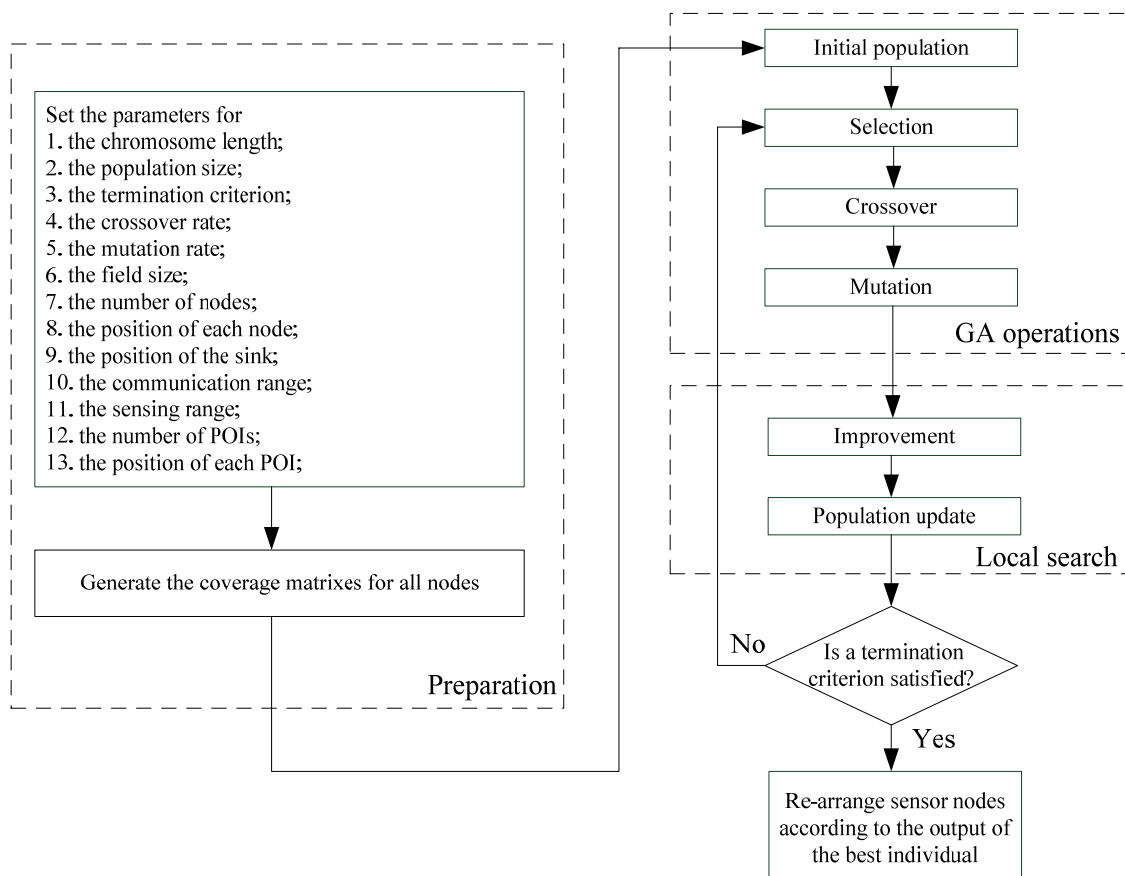 Set the parameters for
1. the chromosome length;
2. the population size;
3. the termination criterion;
4. the crossover rate;
5. the mutation rate;
6. the field size;
7. the number of nodes;
8. the position of each node;
9. the position of the sink;
10. the communication range;
11. the sensing range;
12. the number of POIs;
13. the position of each POI;
Generate the coverage matrixes for all nodes
Preparation
Initial population
Selection
Crossover
Mutation
GA operations
Improvement
Population update
Local search
Is a termination
criterion satisfied?
No
Yes
Re-arrange sensor nodes
according to the output of
the best individual